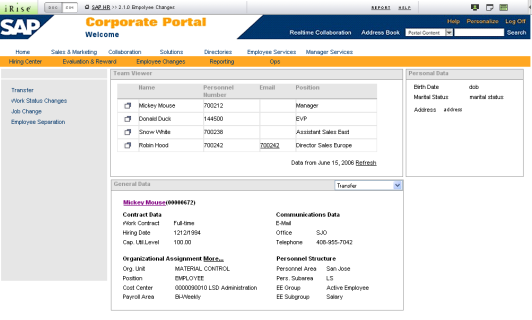 iRise DOC SIM SAP HR >> 2.1.0 Employee Changes REPORT HELP
SAP Corporate Portal Help Personalize Log Off
Welcome Realtime Collaboration Address Book Portal Content Search
Home Sales & Marketing Collaboration Solutions Directories Employee Services Manager Services
Hiring Center Evaluation & Reward Employee Changes Reporting Ops
Team Viewer Personal Data
Transfer
Work Status Changes
Job Change
Employee Separation
Name Personnel Number Email Position
Mickey Mouse 700212 Manager
Donald Duck 144500 EVP
Snow White 700238 Assistant Sales East
Robin Hood 700242 700242 Director Sales Europe
Data from June 15, 2006 Refresh
Birth Date dob
Marital Status marital status
Address address
General Data Transfer
Mickey Mouse(00000672)
Contract Data Communications Data
Work Contract Full-time E-Mail
Hiring Date 12121994 Office SJO
Cap. Util.Level 100.00 Telephone 408-955-7042
Organizational Assignment More... Personnel Structure
Org. Unit MATERIAL CONTROL Personnel Area San Jose
Position EMPLOYEE Pers. Subarea LS
Cost Center 0000090010 LSD Administration EE Group Active Employee
Payroll Area Bi-Weekly EE Subgroup Salary